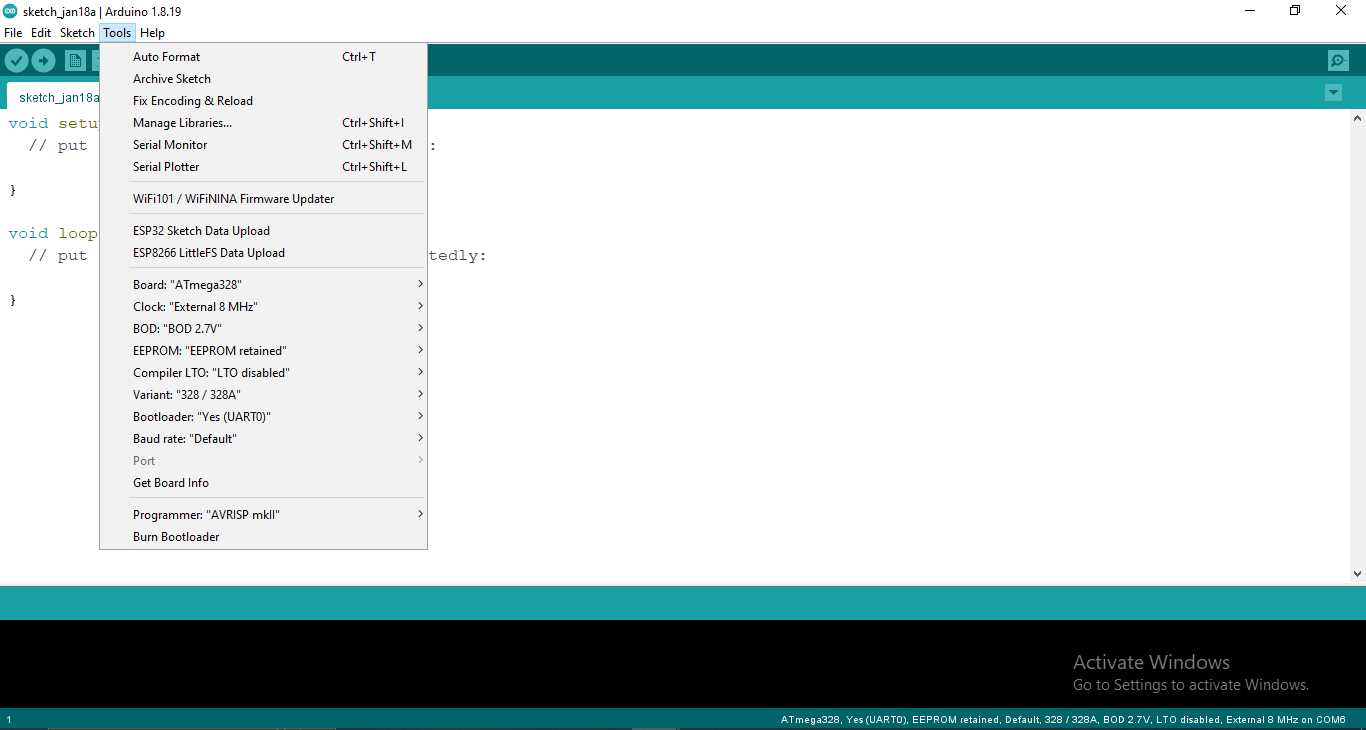 sketch_jan18a | Arduino 1.8.19
File Edit Sketch Tools Help
Auto Format Ctrl+T
Archive Sketch
Fix Encoding & Reload
Manage Libraries... Ctrl+Shift+I
Serial Monitor Ctrl+Shift+M
Serial Plotter Ctrl+Shift+L
WiFi101 / WiFiNINA Firmware Updater
ESP32 Sketch Data Upload
ESP8266 LittleFS Data Upload
Board: "ATmega328"
Clock: "External 8 MHz"
BOD: "BOD 2.7V"
EEPROM: "EEPROM retained"
Compiler LTO: "LTO disabled"
Variant: "328 / 328A"
Bootloader: "Yes (UART0)"
Baud rate: "Default"
Port
Get Board Info
Programmer: "AVRISP mkII"
Burn Bootloader
sketch_jan18a
void setup
// put :
}
void loop
// put tedly:
}
Activate Windows
Go to Settings to activate Windows.
1 ATmega328, Yes (UART0), EEPROM retained, Default, 328 / 328A, BOD 2.7V, LTO disabled, External 8 MHz on COM6